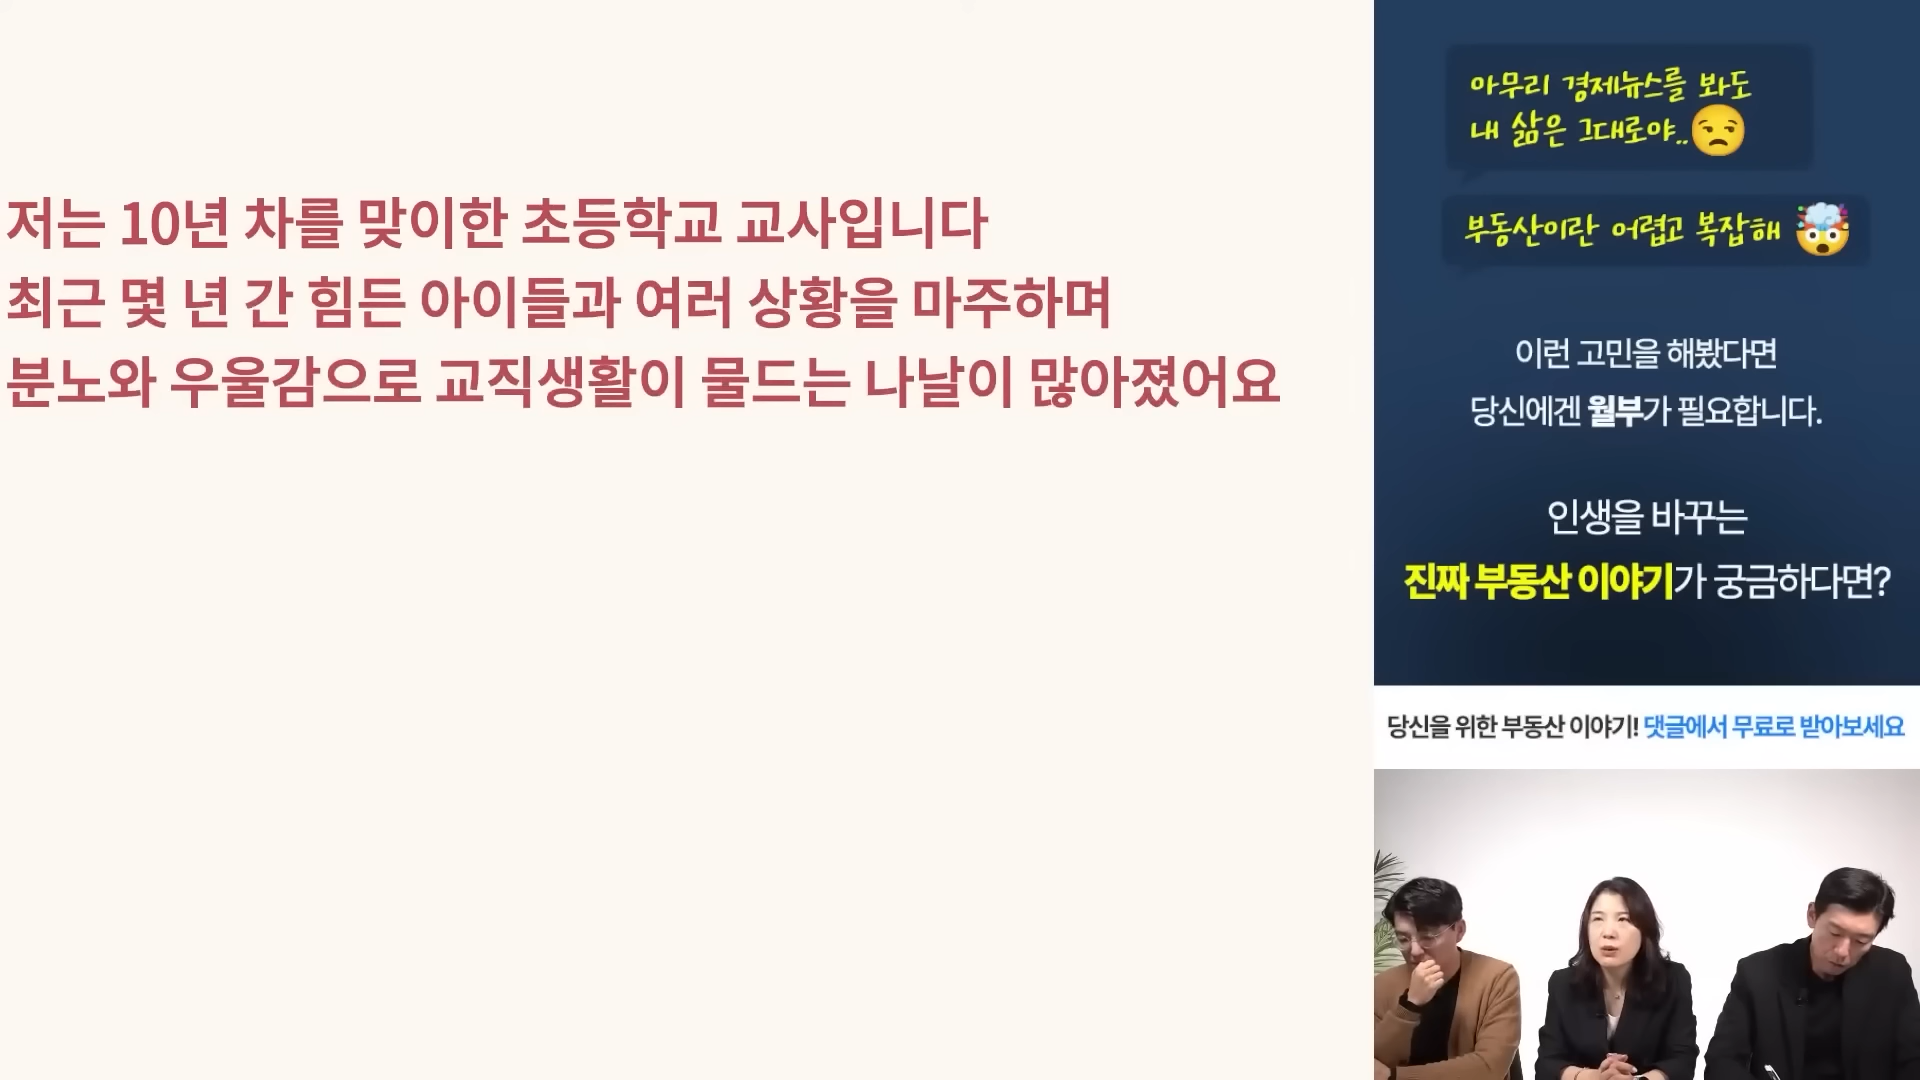 저는 10년 차를 맞이한 초등학교 교사입니다
최근 몇 년 간 힘든 아이들과 여러 상황을 마주하며
분노와 우울감으로 교직생활이 물드는 나날이 많아졌어요
아무리 경제뉴스를 봐도
내 삶은 그대로야..
부동산이란 어렵고 복잡해
이런 고민을 해봤다면
당신에겐 월부가 필요합니다.
인생을 바꾸는
진짜 부동산 이야기가 궁금하다면?
당신을 위한 부동산 이야기! 댓글에서 무료로 받아보세요